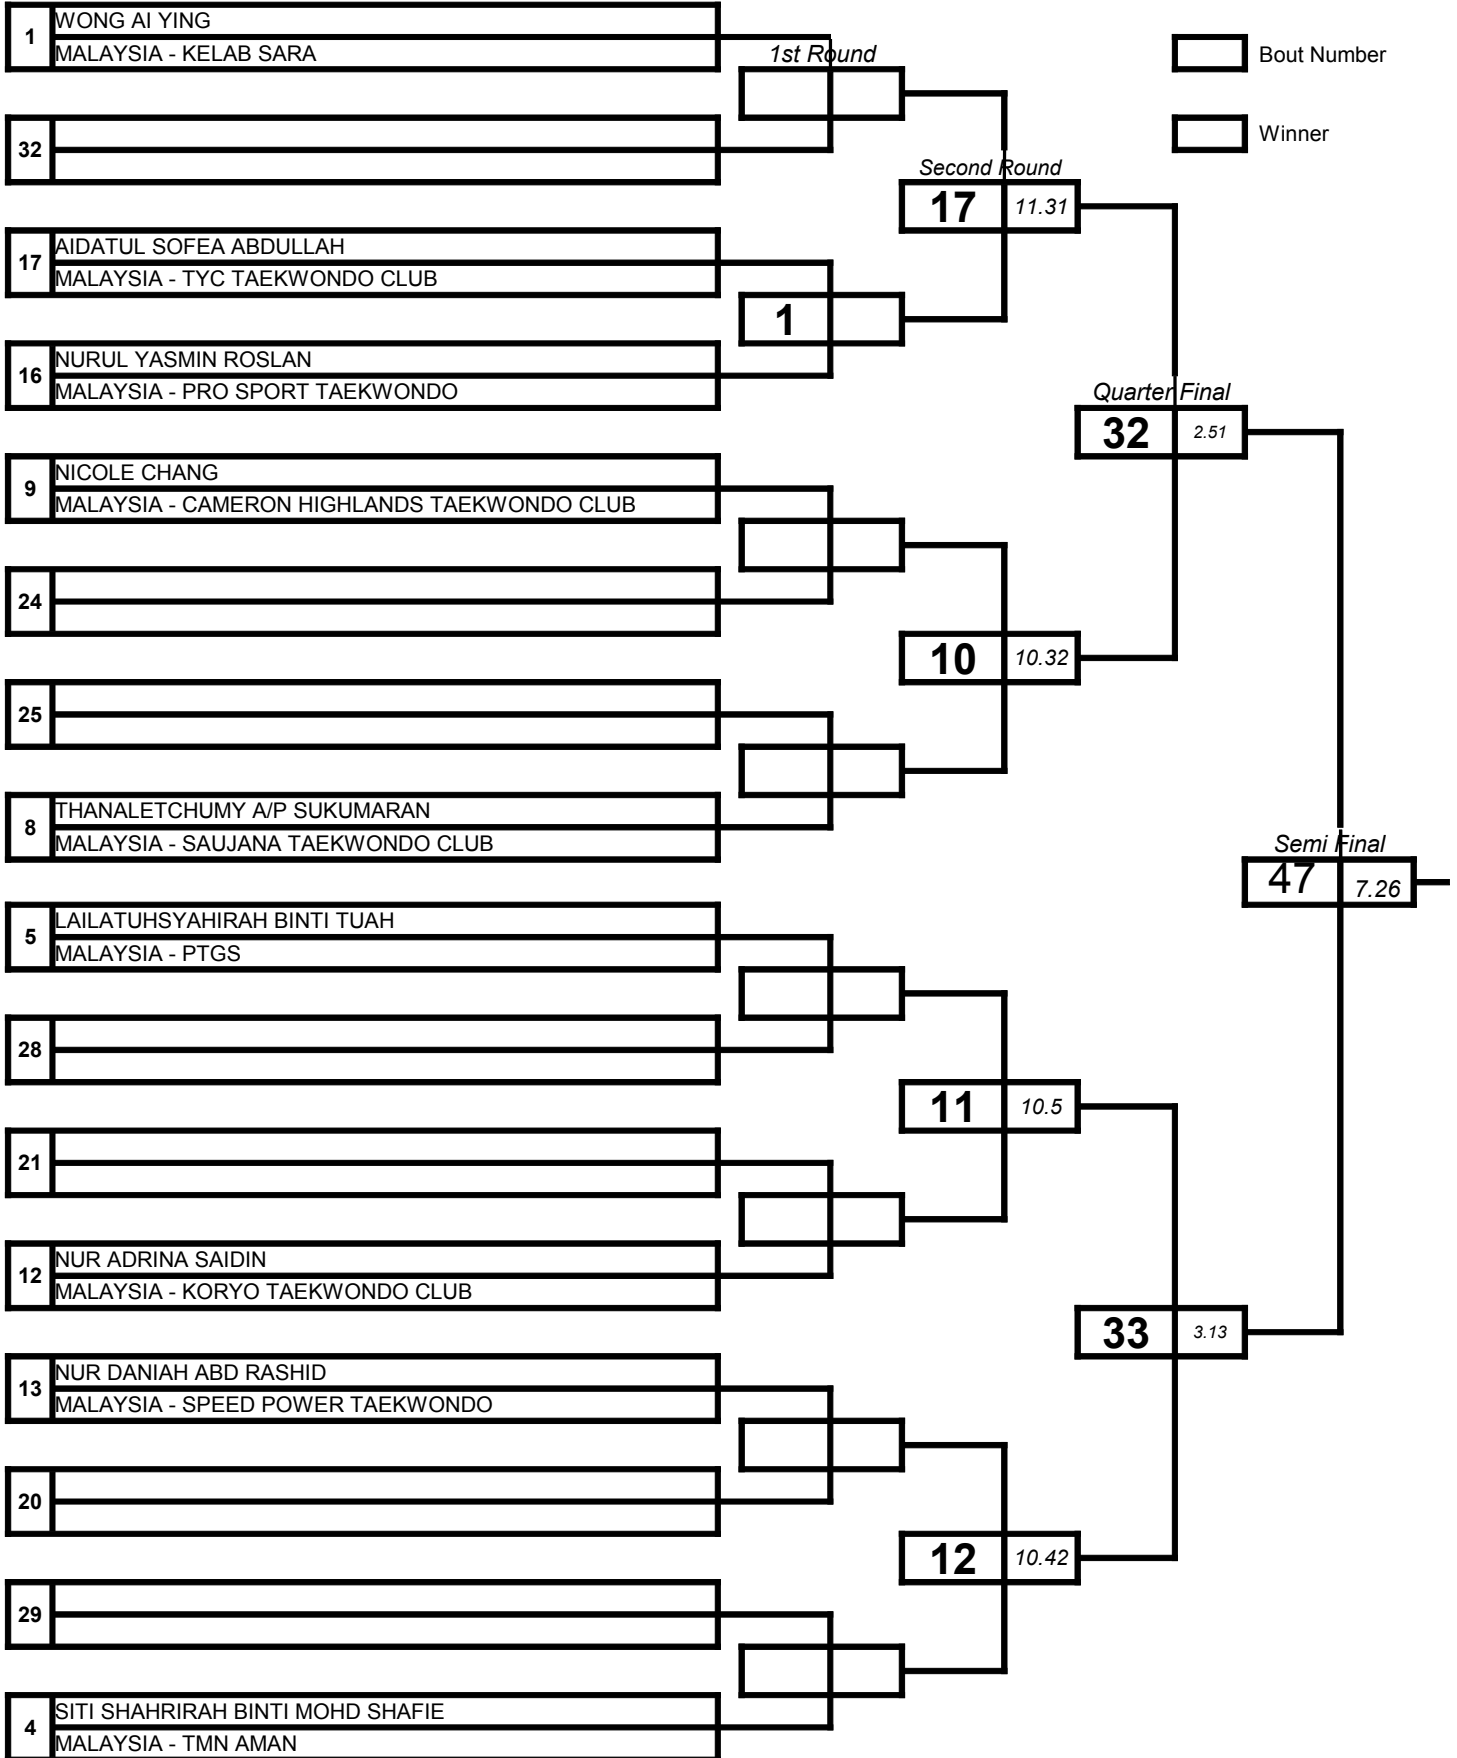 WONG AI YING
1
MALAYSIA - KELAB SARA
1st Round
Bout Number
32
Winner
Second Round
17
11.31
AIDATUL SOFEA ABDULLAH
17
MALAYSIA - TYC TAEKWONDO CLUB
1
NURUL YASMIN ROSLAN
16
MALAYSIA - PRO SPORT TAEKWONDO
Quarter Final
32
2.51
NICOLE CHANG
9
MALAYSIA - CAMERON HIGHLANDS TAEKWONDO CLUB
24
10
10.32
25
THANALETCHUMY A/P SUKUMARAN
8
MALAYSIA - SAUJANA TAEKWONDO CLUB
Semi Final
47
7.26
LAILATUHSYAHIRAH BINTI TUAH
5
MALAYSIA - PTGS
28
11
10.5
21
NUR ADRINA SAIDIN
12
MALAYSIA - KORYO TAEKWONDO CLUB
33
3.13
NUR DANIAH ABD RASHID
13
MALAYSIA - SPEED POWER TAEKWONDO
20
12
10.42
29
SITI SHAHRIRAH BINTI MOHD SHAFIE
4
MALAYSIA - TMN AMAN